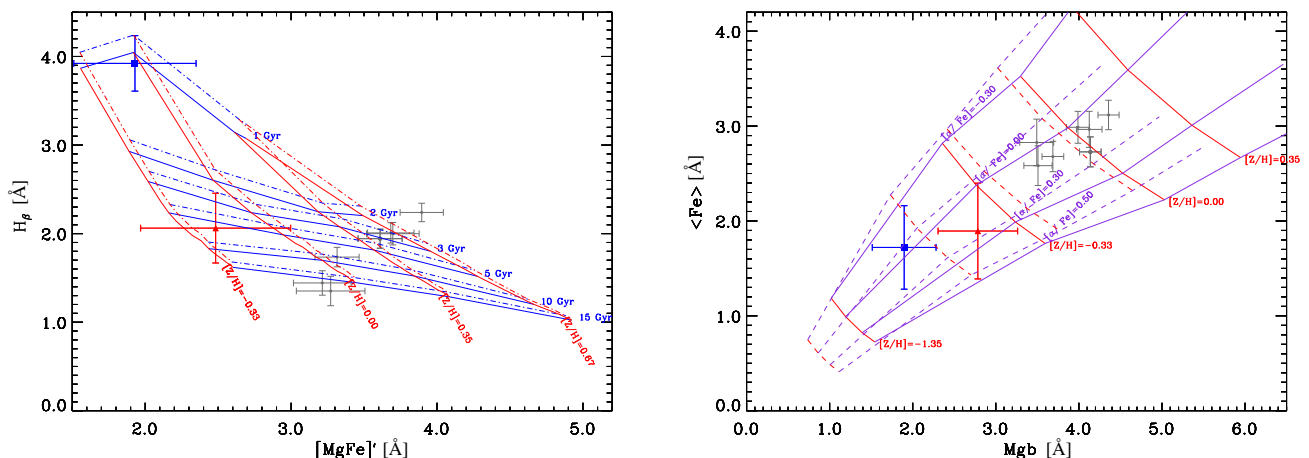 4.0
3.0
2.0
1.0
0.0
H_β [Å]
1 Gyr
2 Gyr
3 Gyr
5 Gyr
10 Gyr
15 Gyr
[Z/H]=-0.33
[Z/H]=0.00
[Z/H]=0.35
[Z/H]=0.67
2.0 3.0 4.0 5.0
[MgFe]' [Å]
4.0
3.0
2.0
1.0
0.0
<Fe> [Å]
[α/Fe]=-0.30
[α/Fe]=0.00
[α/Fe]=0.30
[α/Fe]=0.50
[Z/H]=0.35
[Z/H]=0.00
[Z/H]=-0.33
[Z/H]=-1.35
0.0 1.0 2.0 3.0 4.0 5.0 6.0
Mgb [Å]